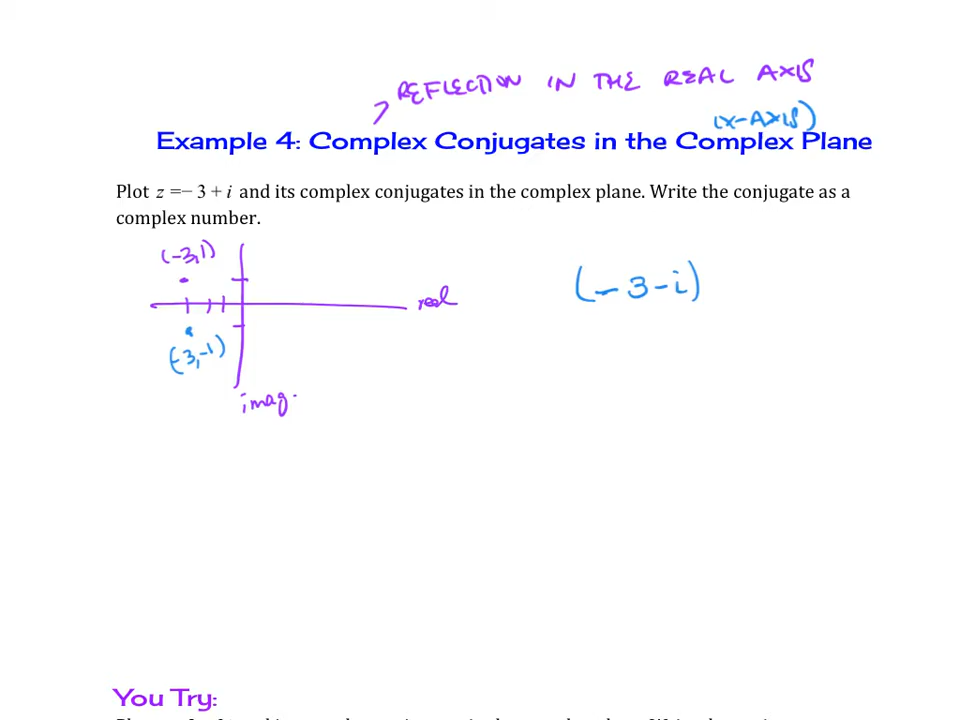 REFLECTION IN THE REAL AXIS
(X-AXIS)
Example 4: Complex Conjugates in the Complex Plane
Plot z =− 3 + i and its complex conjugates in the complex plane. Write the conjugate as a
complex number.
(-3,1)
(-3-i)
real
(-3,-1)
imag.
You Try: